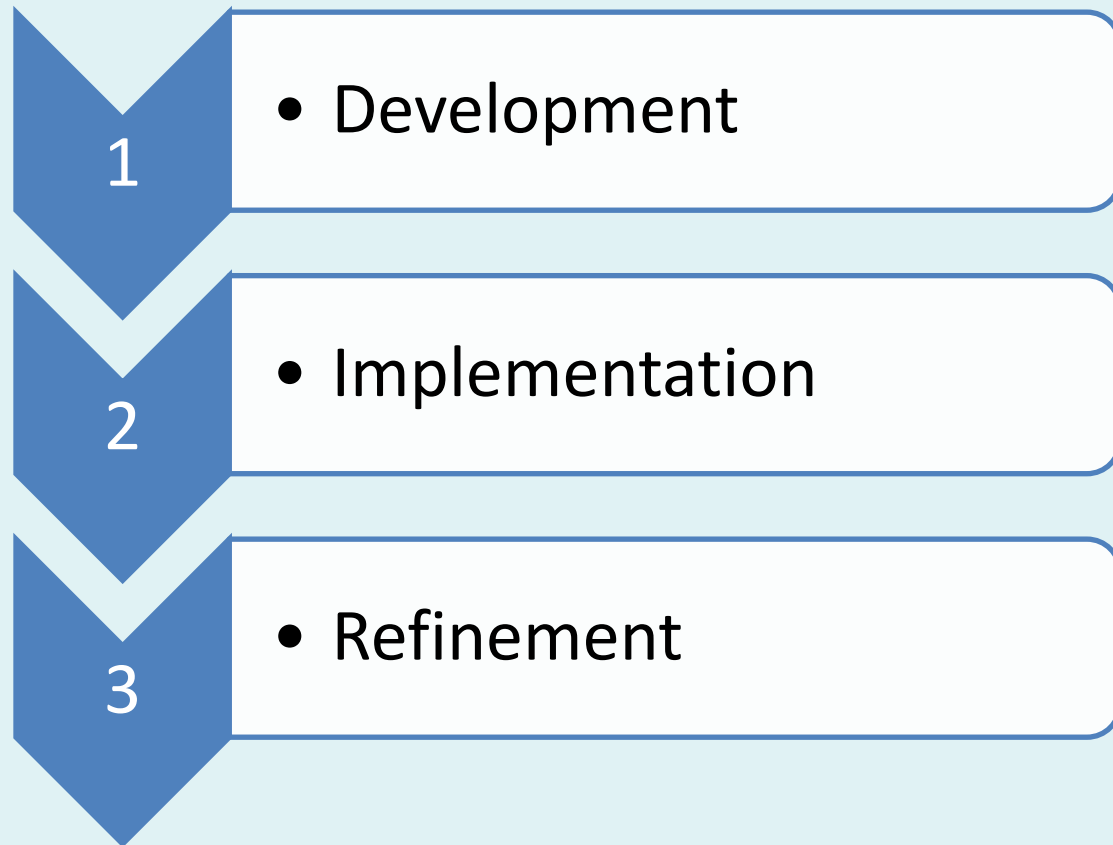 1
• Development
2
• Implementation
3
• Refinement